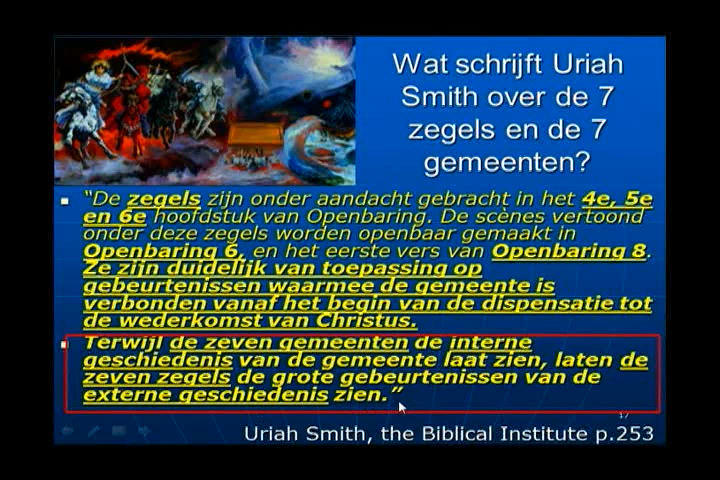 Wat schrijft Uriah
Smith over de 7
zegels en de 7
gemeenten?
“De zegels zijn onder aandacht gebracht in het 4e, 5e
en 6e hoofdstuk van Openbaring. De scènes vertoond
onder deze zegels worden openbaar gemaakt in
Openbaring 6, en het eerste vers van Openbaring 8.
Ze zijn duidelijk van toepassing op
gebeurtenissen waarmee de gemeente is
verbonden vanaf het begin van de dispensatie tot
de wederkomst van Christus.
Terwijl de zeven gemeenten de interne
geschiedenis van de gemeente laat zien, laten de
zeven zegels de grote gebeurtenissen van de
externe geschiedenis zien.”
17
Uriah Smith, the Biblical Institute p.253